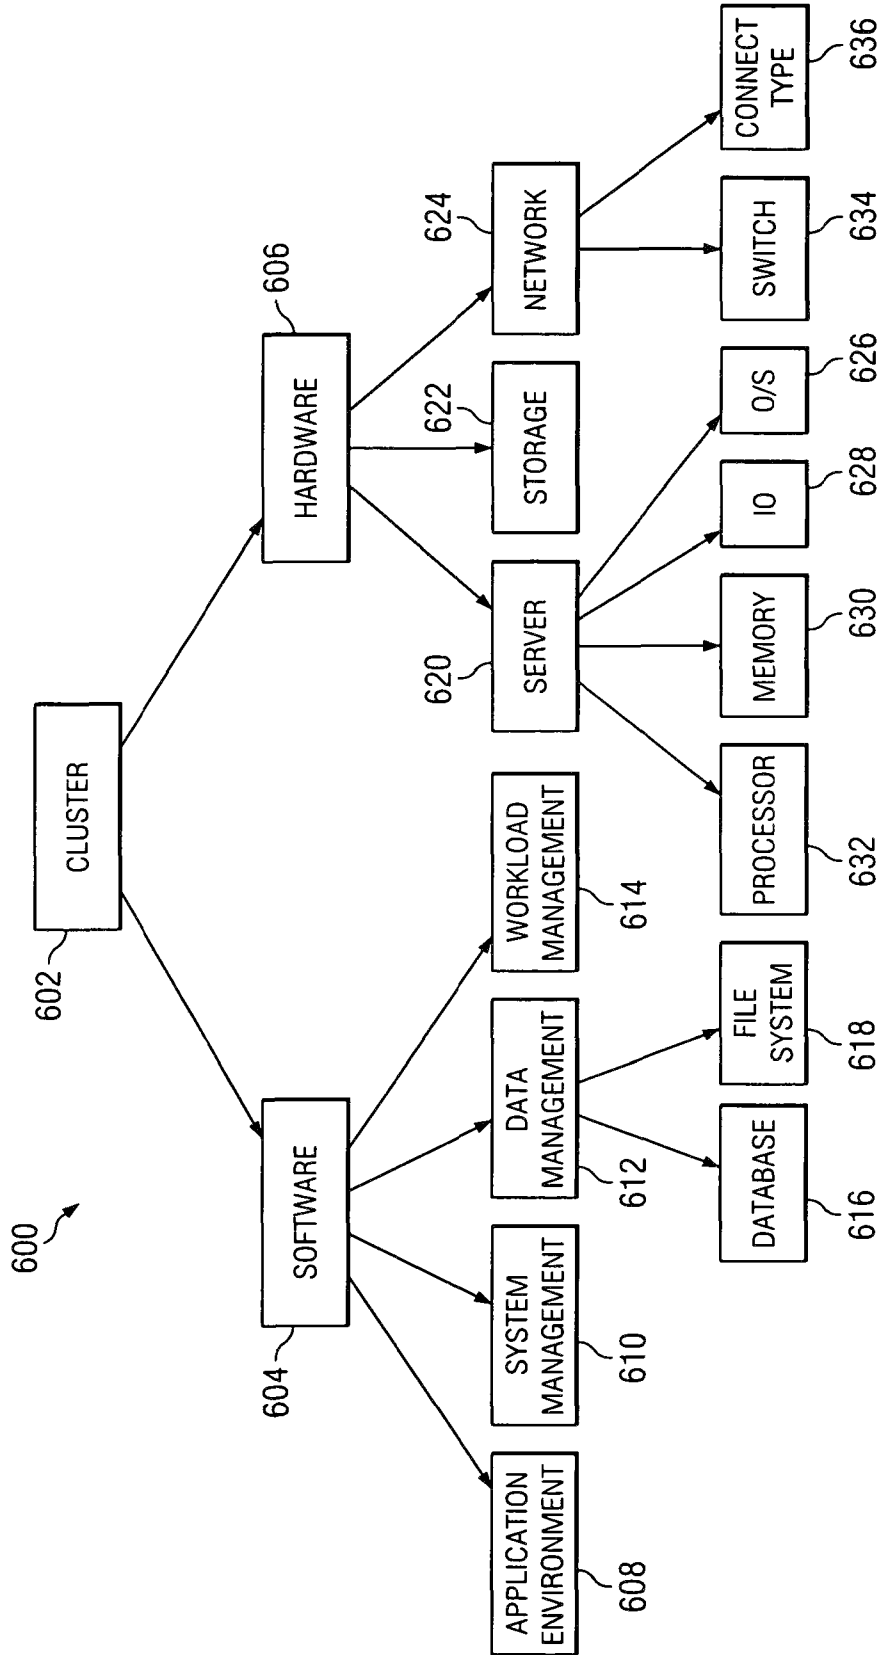 600
CLUSTER
602
SOFTWARE
604
HARDWARE
606
APPLICATION
ENVIRONMENT
608
SYSTEM
MANAGEMENT
610
DATA
MANAGEMENT
612
WORKLOAD
MANAGEMENT
614
SERVER
620
STORAGE
622
NETWORK
624
DATABASE
616
FILE
SYSTEM
618
PROCESSOR
632
MEMORY
630
IO
628
O/S
626
SWITCH
634
CONNECT
TYPE
636